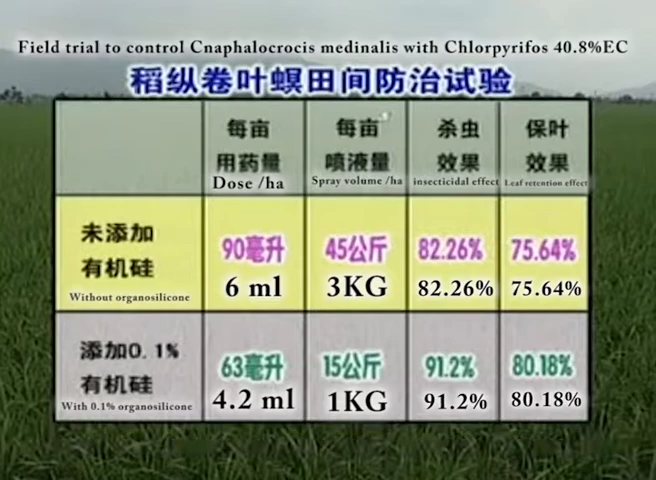 Field trial to control Cnaphalocrocis medinalis with Chlorpyrifos 40.8%EC
稻纵卷叶螟田间防治试验
每亩 每亩 杀虫 保叶
用药量 喷液量 效果 效果
Dose /ha Spray volume /ha insecticidal effect Leaf retention effect
未添加
有机硅
90毫升 45公斤 82.26% 75.64%
6 ml 3KG 82.26% 75.64%
Without organosilicone
添加0.1%
有机硅
63毫升 15公斤 91.2% 80.18%
4.2 ml 1KG 91.2% 80.18%
With 0.1% organosilicone